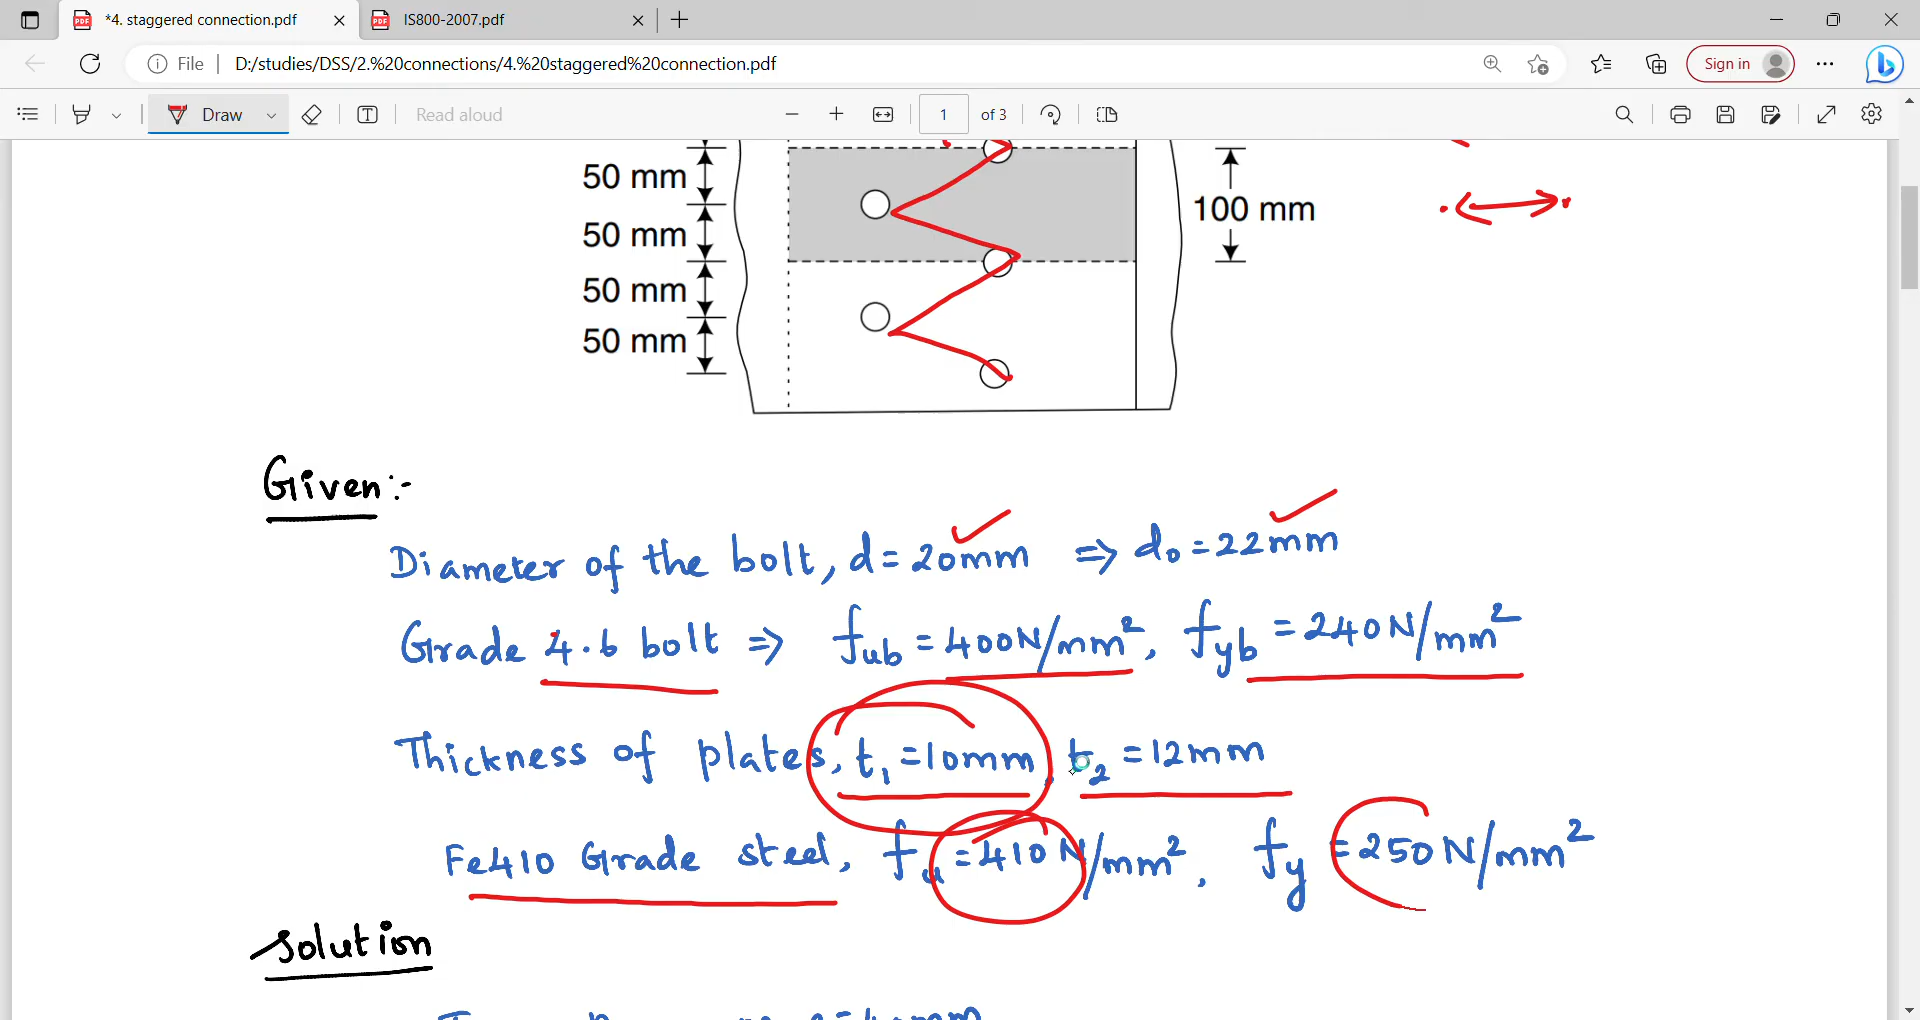 *4. staggered connection.pdf
IS800-2007.pdf
File
D:/studies/DSS/2.%20connections/4.%20staggered%20connection.pdf
Sign in
Draw
Read aloud
1 of 3
50 mm
50 mm
50 mm
50 mm
100 mm
Given:-
Diameter of the bolt, d = 20mm ⇒ d₀ = 22mm
Grade 4.6 bolt ⇒ fub = 400N/mm², fyb = 240N/mm²
Thickness of plates, t₁ = 10mm, t₂ = 12mm
Fe410 Grade steel, fu = 410 N/mm², fy = 250N/mm²
Solution